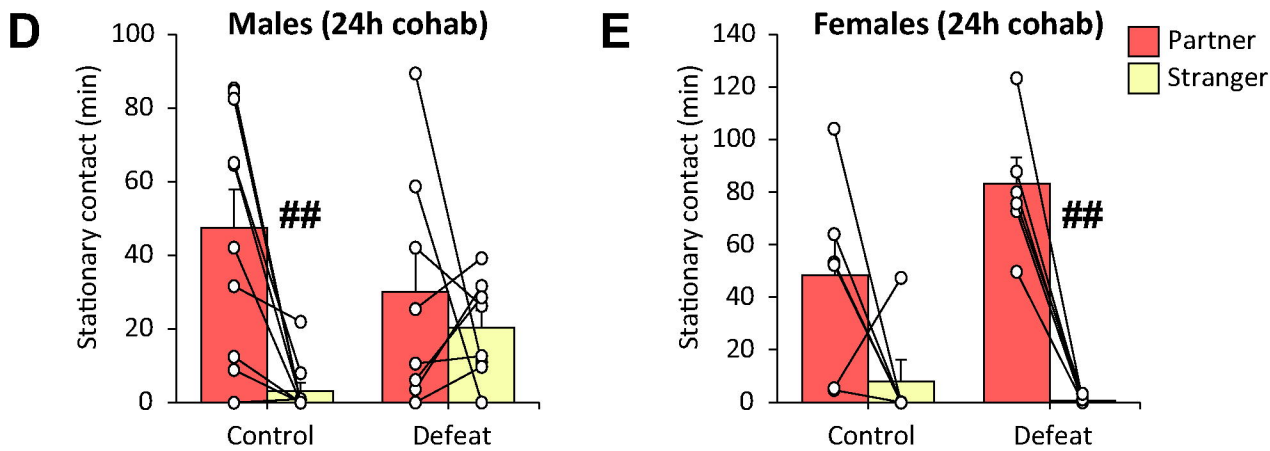 D
Males (24h cohab)
Stationary contact (min)
100
80
60
40
20
0
##
Control
Defeat
E
Females (24h cohab)
Stationary contact (min)
140
120
100
80
60
40
20
0
##
Control
Defeat
Partner
Stranger